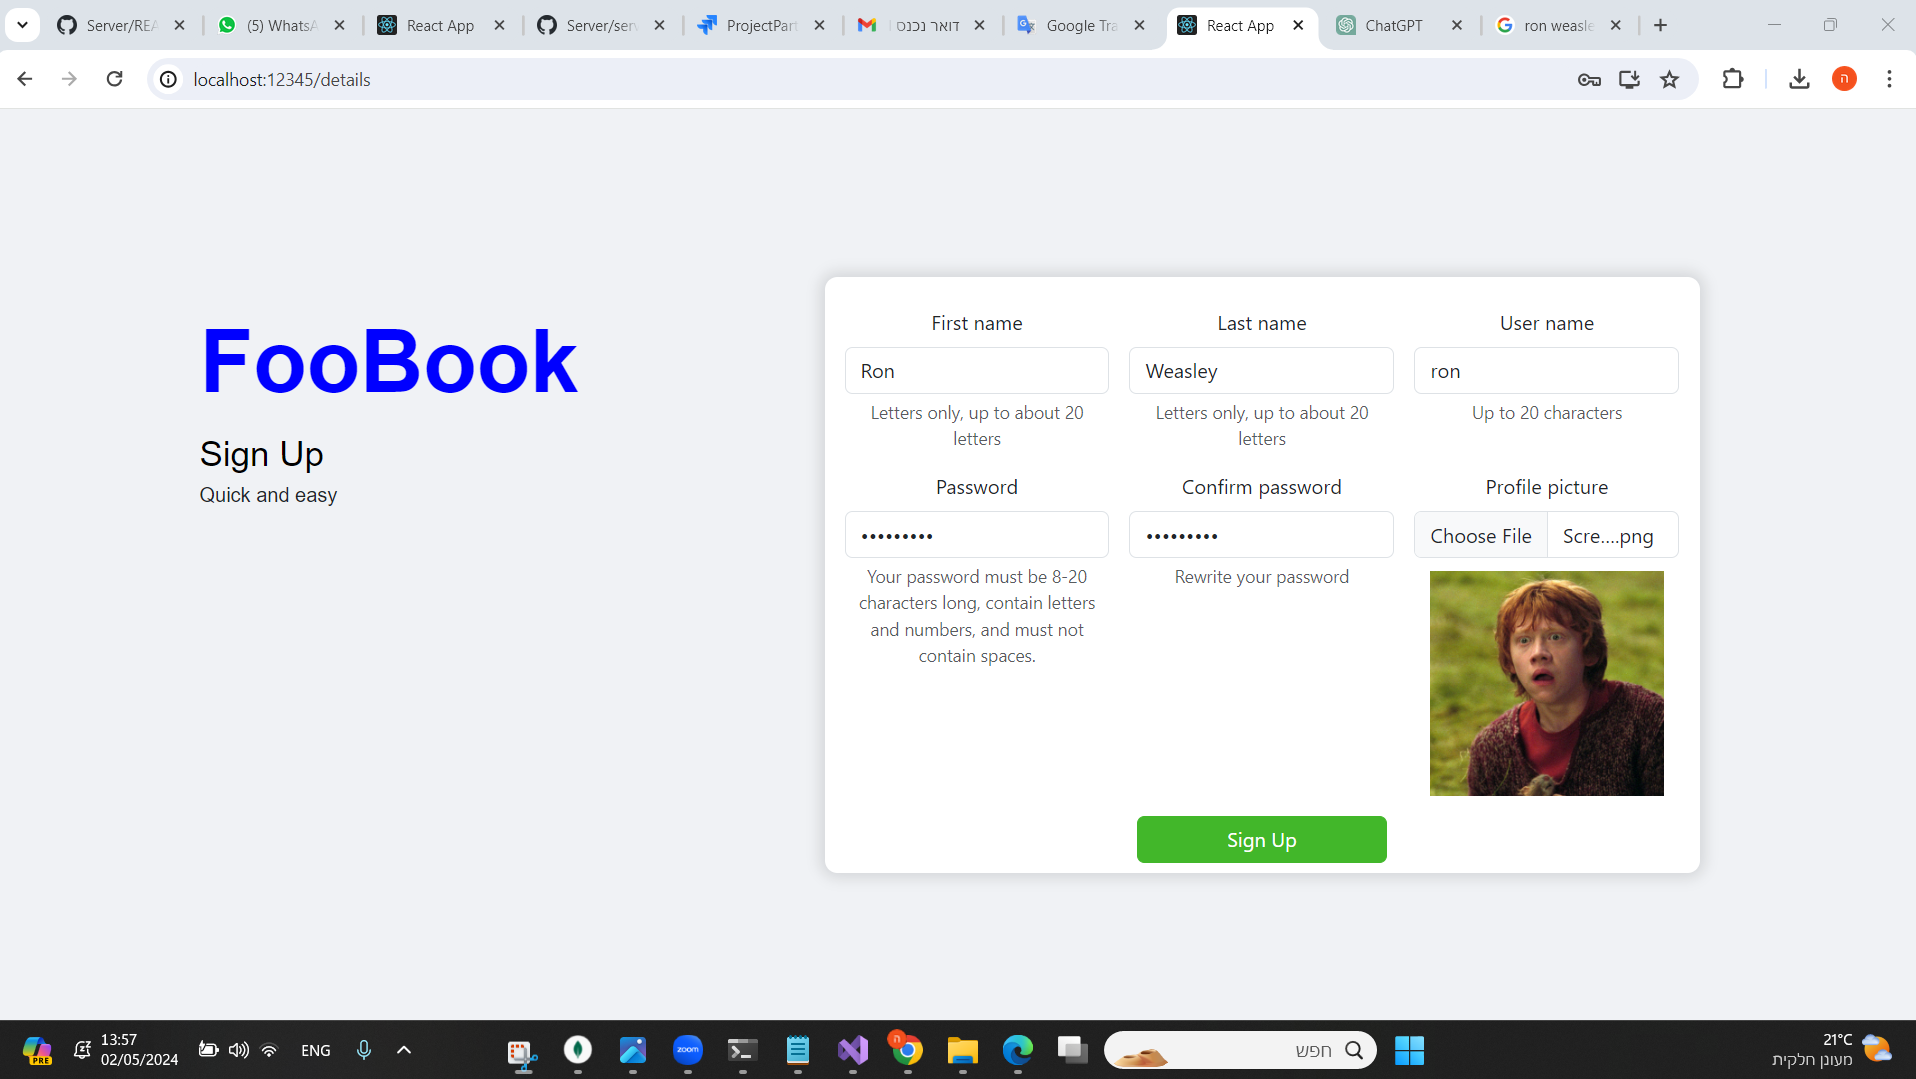 Server/REA
(5) WhatsA
React App
Server/serv
ProjectPart
דואר נכנס
Google Tra
React App
ChatGPT
ron weasle
localhost:12345/details
ה
FooBook
Sign Up
Quick and easy
First name
Last name
User name
Ron
Weasley
ron
Letters only, up to about 20
letters
Letters only, up to about 20
letters
Up to 20 characters
Password
Confirm password
Profile picture
•••••••••
•••••••••
Choose File
Scre....png
Your password must be 8-20
characters long, contain letters
and numbers, and must not
contain spaces.
Rewrite your password
Sign Up
PRE
13:57
02/05/2024
ENG
zoom
ה
חפש
21°C
מעונן חלקית